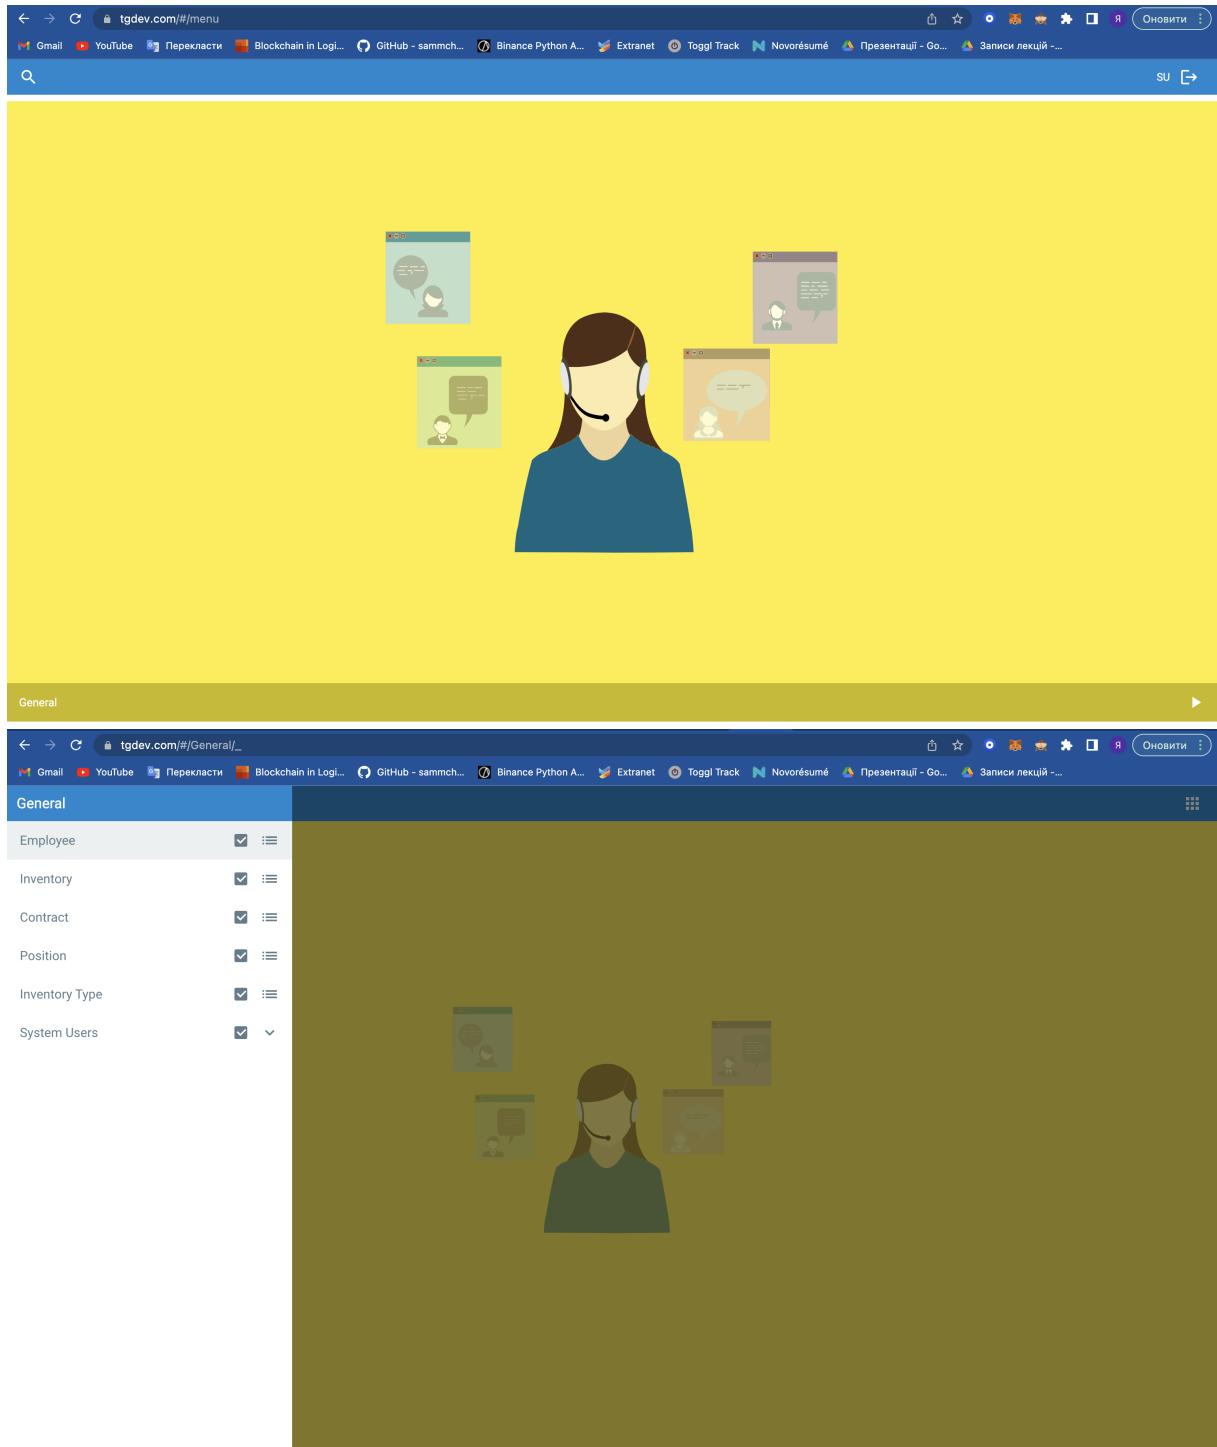 tgdev.com/#/menu
Оновити
Gmail YouTube Перекласти Blockchain in Logi... GitHub - sammch... Binance Python A... Extranet Toggl Track Novorésumé Презентації - Go... Записи лекцій -...
SU
General
tgdev.com/#/General/_
Я Оновити
Gmail YouTube Перекласти Blockchain in Logi... GitHub - sammch... Binance Python A... Extranet Toggl Track Novorésumé Презентації - Go... Записи лекцій -...
General
Employee
Inventory
Contract
Position
Inventory Type
System Users